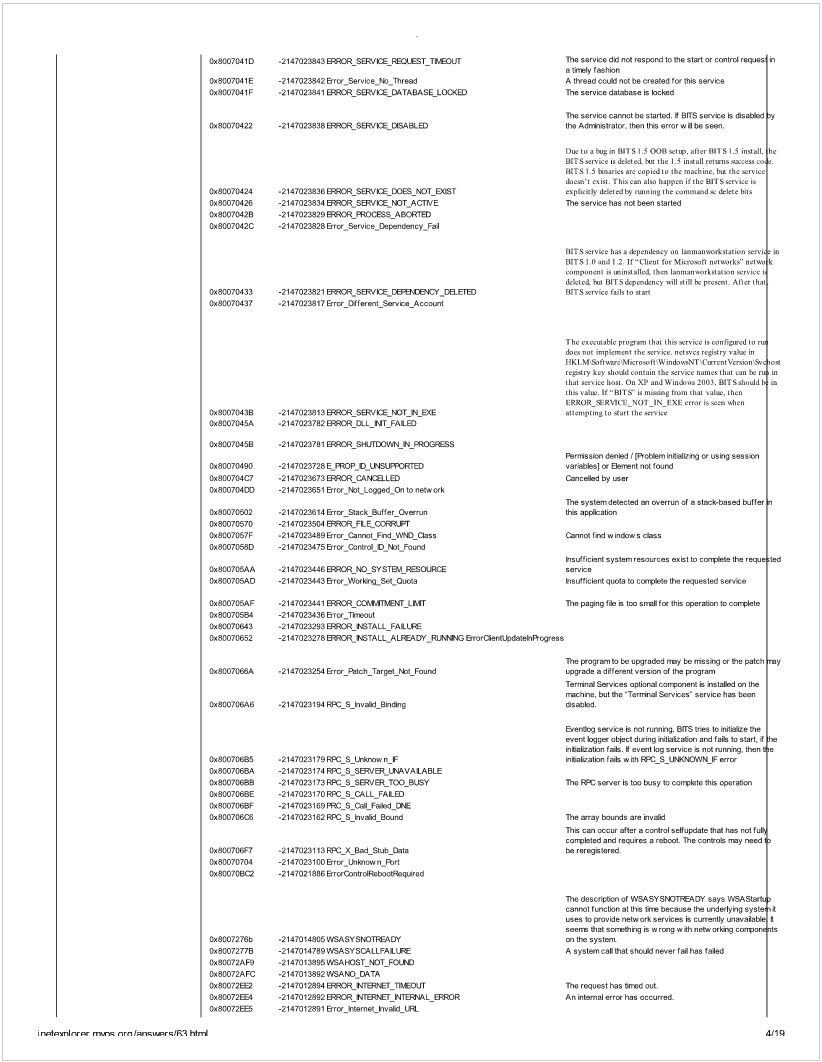 0x8007041D -2147023843 ERROR_SERVICE_REQUEST_TIMEOUT The service did not respond to the start or control request in
a timely fashion
0x8007041E -2147023842 Error_Service_No_Thread A thread could not be created for this service
0x8007041F -2147023841 ERROR_SERVICE_DATABASE_LOCKED The service database is locked
The service cannot be started. If BITS service is disabled by
0x80070422 -2147023838 ERROR_SERVICE_DISABLED the Administrator, then this error will be seen.
Due to a bug in BITS 1.5 OOB setup, after BITS 1.5 install, the
BITS service is deleted, but the 1.5 install returns success code.
BITS 1.5 binaries are copied to the machine, but the service
doesn't exist. This can also happen if the BITS service is
0x80070424 -2147023836 ERROR_SERVICE_DOES_NOT_EXIST explicitly deleted by running the command sc delete bits
0x80070426 -2147023834 ERROR_SERVICE_NOT_ACTIVE The service has not been started
0x8007042B -2147023829 ERROR_PROCESS_ABORTED
0x8007042C -2147023828 Error_Service_Dependency_Fail
BITS service has a dependency on lanmanworkstation service in
BITS 1.0 and 1.2. If “Client for Microsoft networks” network
component is uninstalled, then lanmanworkstation service is
deleted, but BITS dependency will still be present. After that,
0x80070433 -2147023821 ERROR_SERVICE_DEPENDENCY_DELETED BITS service fails to start
0x80070437 -2147023817 Error_Different_Service_Account
The executable program that this service is configured to run
does not implement the service. netsvcs registry value in
HKLM\Software\Microsoft\WindowsNT\CurrentVersion\Svchost
registry key should contain the service names that can be run in
that service host. On XP and Windows 2003, BITS should be in
this value. If “BITS” is missing from that value, then
ERROR_SERVICE_NOT_IN_EXE error is seen when
0x8007043B -2147023813 ERROR_SERVICE_NOT_IN_EXE attempting to start the service
0x8007045A -2147023782 ERROR_DLL_INIT_FAILED
0x8007045B -2147023781 ERROR_SHUTDOWN_IN_PROGRESS
Permission denied / [Problem initializing or using session
0x80070490 -2147023728 E_PROP_ID_UNSUPPORTED variables] or Element not found
0x800704C7 -2147023673 ERROR_CANCELLED Cancelled by user
0x800704DD -2147023651 Error_Not_Logged_On to network
The system detected an overrun of a stack-based buffer in
0x80070502 -2147023614 Error_Stack_Buffer_Overrun this application
0x80070570 -2147023504 ERROR_FILE_CORRUPT
0x8007057F -2147023489 Error_Cannot_Find_WND_Class Cannot find windows class
0x8007058D -2147023475 Error_Control_ID_Not_Found
Insufficient system resources exist to complete the requested
0x800705AA -2147023446 ERROR_NO_SYSTEM_RESOURCE service
0x800705AD -2147023443 Error_Working_Set_Quota Insufficient quota to complete the requested service
0x800705AF -2147023441 ERROR_COMMITMENT_LIMIT The paging file is too small for this operation to complete
0x800705B4 -2147023436 Error_Timeout
0x80070643 -2147023293 ERROR_INSTALL_FAILURE
0x80070652 -2147023278 ERROR_INSTALL_ALREADY_RUNNING ErrorClientUpdateInProgress
The program to be upgraded may be missing or the patch may
0x8007066A -2147023254 Error_Patch_Target_Not_Found upgrade a different version of the program
Terminal Services optional component is installed on the
machine, but the “Terminal Services” service has been
0x800706A6 -2147023194 RPC_S_Invalid_Binding disabled.
Eventlog service is not running. BITS tries to initialize the
event logger object during initialization and fails to start, if the
initialization fails. If event log service is not running, then the
0x800706B5 -2147023179 RPC_S_Unknown_IF initialization fails with RPC_S_UNKNOWN_IF error
0x800706BA -2147023174 RPC_S_SERVER_UNAVAILABLE
0x800706BB -2147023173 RPC_S_SERVER_TOO_BUSY The RPC server is too busy to complete this operation
0x800706BE -2147023170 RPC_S_CALL_FAILED
0x800706BF -2147023169 PRC_S_Call_Failed_DNE
0x800706C6 -2147023162 RPC_S_Invalid_Bound The array bounds are invalid
This can occur after a control selfupdate that has not fully
completed and requires a reboot. The controls may need to
0x800706F7 -2147023113 RPC_X_Bad_Stub_Data be reregistered.
0x80070704 -2147023100 Error_Unknown_Port
0x80070BC2 -2147021886 ErrorControlRebootRequired
The description of WSASYSNOTREADY says WSAStartup
cannot function at this time because the underlying system it
uses to provide network services is currently unavailable. It
seems that something is wrong with networking components
0x8007276b -2147014805 WSASYSNOTREADY on the system.
0x8007277B -2147014789 WSASYSCALLFAILURE A system call that should never fail has failed
0x80072AF9 -2147013895 WSAHOST_NOT_FOUND
0x80072AFC -2147013892 WSANO_DATA
0x80072EE2 -2147012894 ERROR_INTERNET_TIMEOUT The request has timed out.
0x80072EE4 -2147012892 ERROR_INTERNET_INTERNAL_ERROR An internal error has occurred.
0x80072EE5 -2147012891 Error_Internet_Invalid_URL
inetexplorer.mvps.org/answers/63.html 4/19